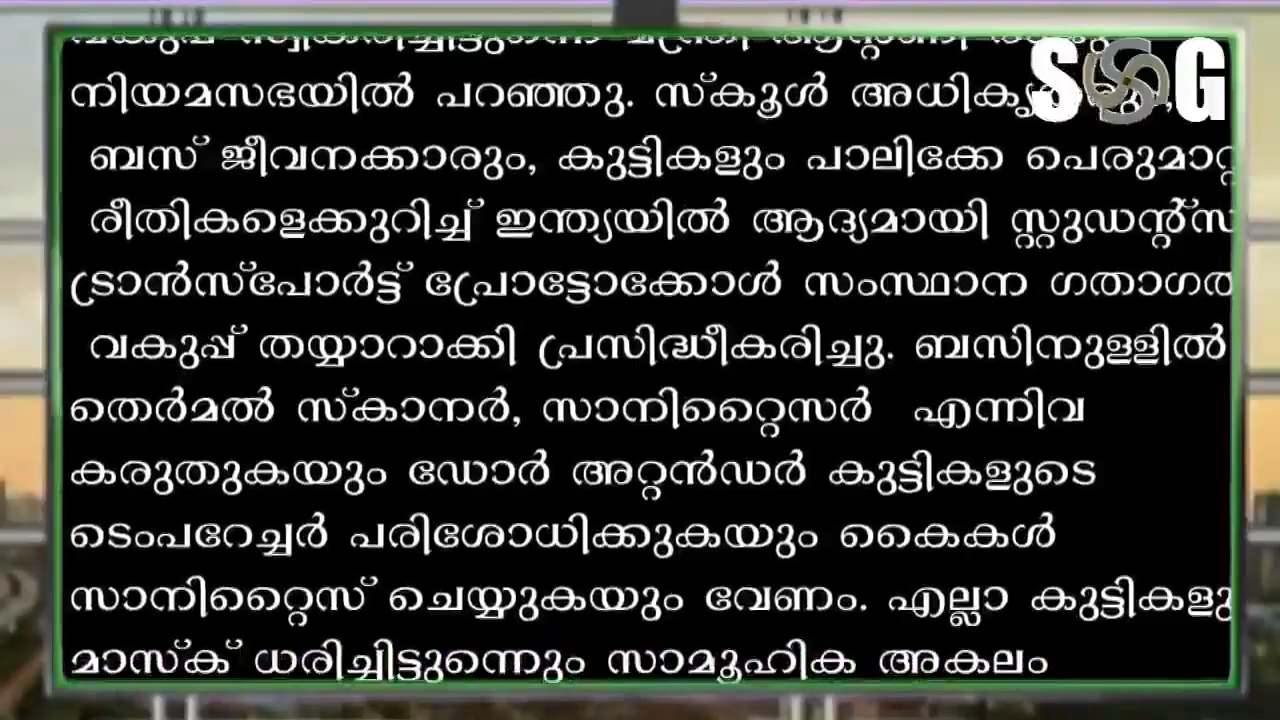 നിയമസഭയിൽ പറഞ്ഞു. സ്കൂൾ
SOG
ബസ് ജീവനക്കാരും, കുട്ടികളും പാലിക്കേ പെരുമാറ്റ
രീതികളെക്കുറിച്ച് ഇന്ത്യയിൽ ആദ്യമായി സ്റ്റുഡന്റ്സ്
ട്രാൻസ്പോർട്ട് പ്രോട്ടോക്കോൾ സംസ്ഥാന ഗതാഗത
വകുപ്പ് തയ്യാറാക്കി പ്രസിദ്ധീകരിച്ചു. ബസിനുള്ളിൽ
തെർമൽ സ്കാനർ, സാനിറ്റൈസർ എന്നിവ
കരുതുകയും ഡോർ അറ്റൻഡർ കുട്ടികളുടെ
ടെംപറേച്ചർ പരിശോധിക്കുകയും കൈകൾ
സാനിറ്റൈസ് ചെയ്യുകയും വേണം. എല്ലാ കുട്ടികളു
മാസ്ക് ധരിച്ചിട്ടുണ്ടെന്നും സാമൂഹിക അകലം